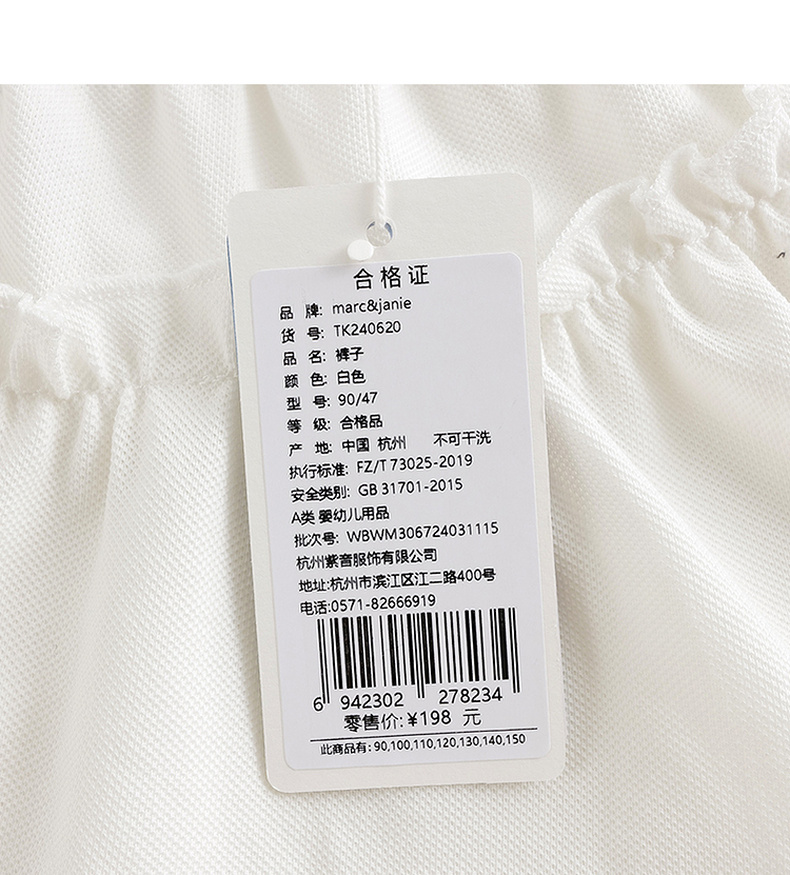 合格证
品 牌: marc&janie
货 号: TK240620
品 名: 裤子
颜 色: 白色
型 号: 90/47
等 级: 合格品
产 地: 中国 杭州 不可干洗
执行标准: FZ/T 73025-2019
安全类别: GB 31701-2015
A类 婴幼儿用品
批次号: WBWM306724031115
杭州紫音服饰有限公司
地址:杭州市滨江区江二路400号
电话:0571-82666919
6 942302 278234
零售价:¥198 元
此商品有: 90,100,110,120,130,140,150